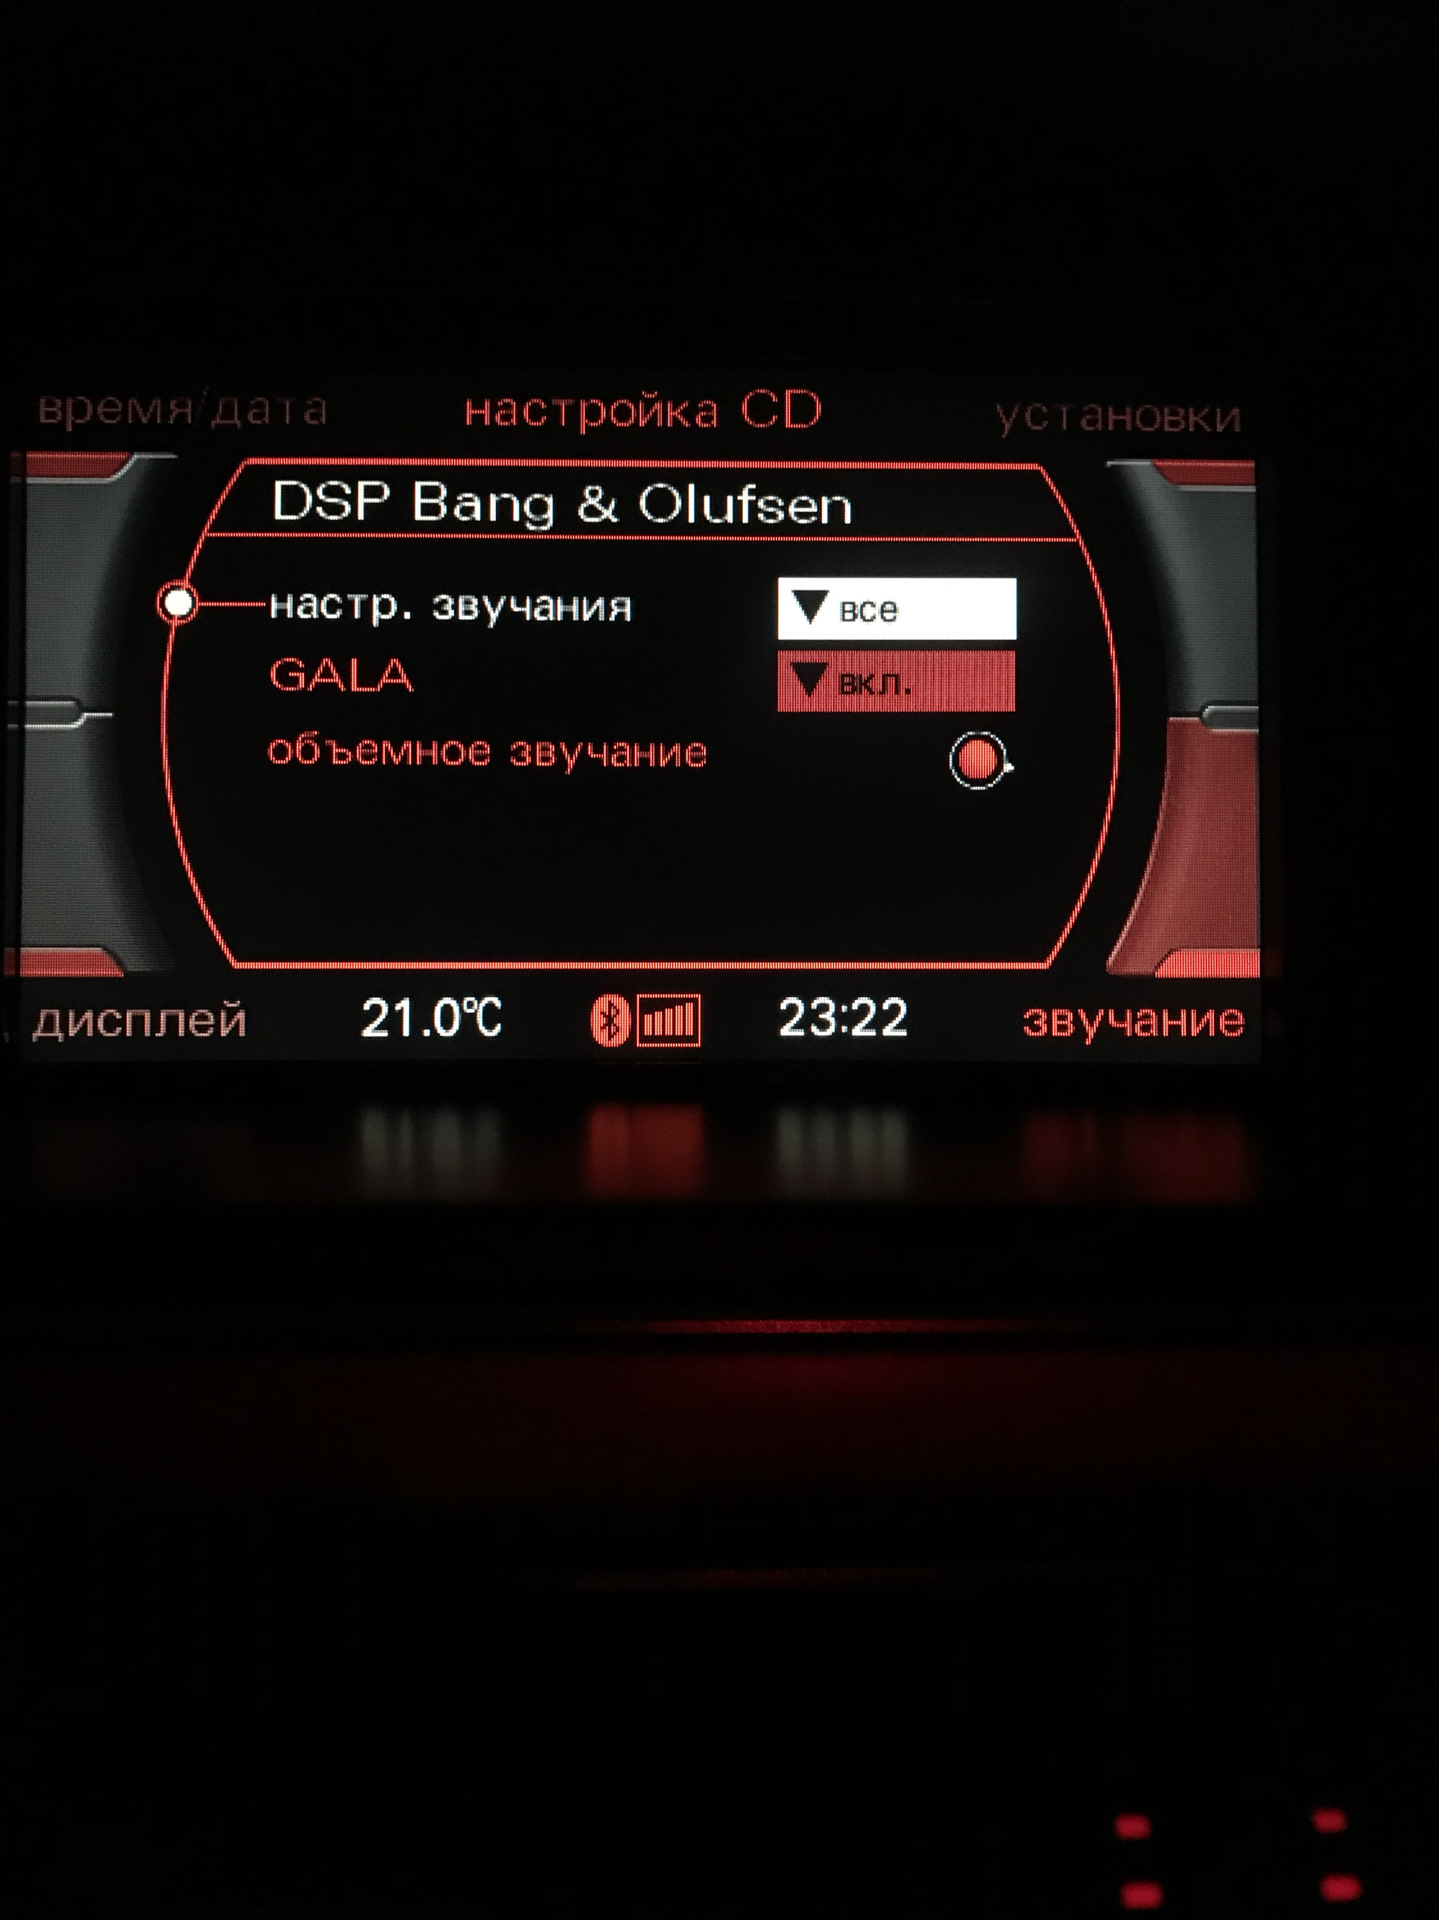 время/дата настройка CD установки
DSP Bang & Olufsen
настр. звучания все
GALA вкл.
объемное звучание
дисплей 21.0°C 23:22 звучание